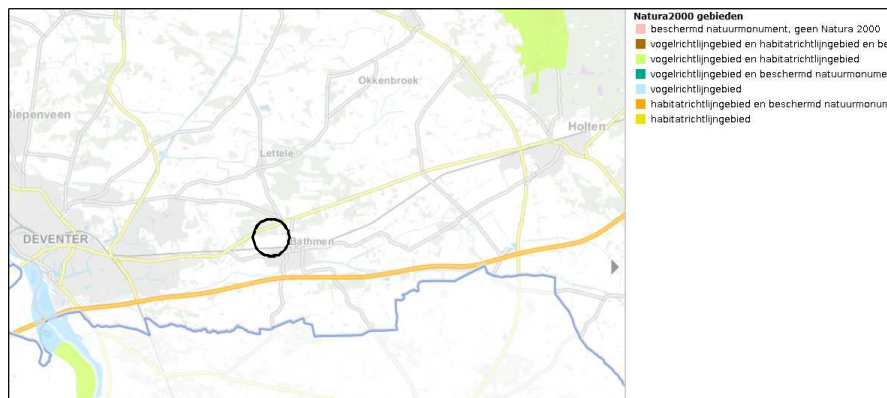 Natura2000 gebieden
beschermd natuurmonument, geen Natura 2000
vogelrichtlijngebied en habitatrichtlijngebied en be
vogelrichtlijngebied en habitatrichtlijngebied
vogelrichtlijngebied en beschermd natuurmonume
vogelrichtlijngebied
habitatrichtlijngebied en beschermd natuurmonun
habitatrichtlijngebied
Okkenbroek
Diepenveen
Holten
Lettele
DEVENTER
Bathmen